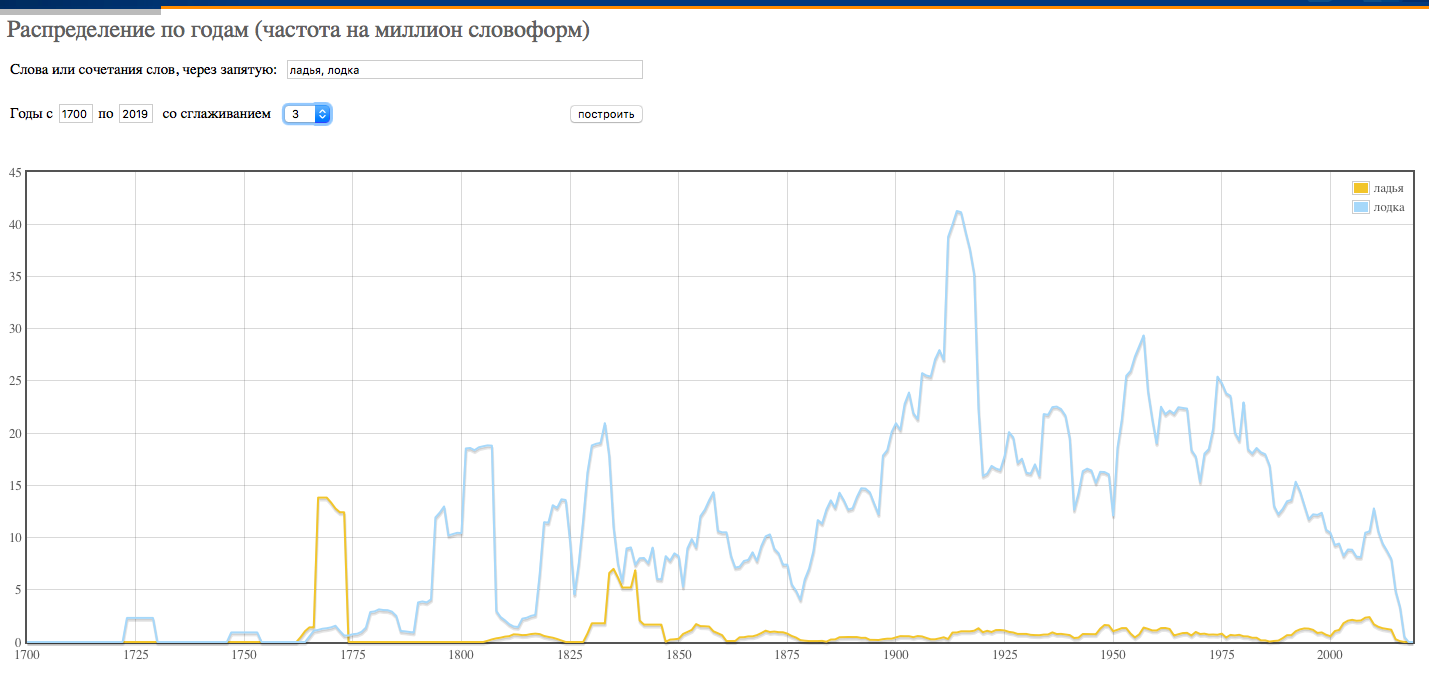 Распределение по годам (частота на миллион словоформ)
Слова или сочетания слов, через запятую: ладья, лодка
Годы с 1700 по 2019 со сглаживанием 3 построить
45
ладья
лодка
40
35
30
25
20
15
10
5
0
1700 1725 1750 1775 1800 1825 1850 1875 1900 1925 1950 1975 2000